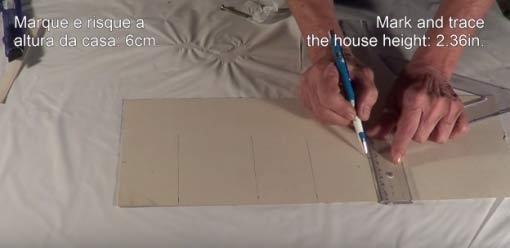 Marque e risque a
altura da casa: 6cm
Mark and trace
the house height: 2.36in.